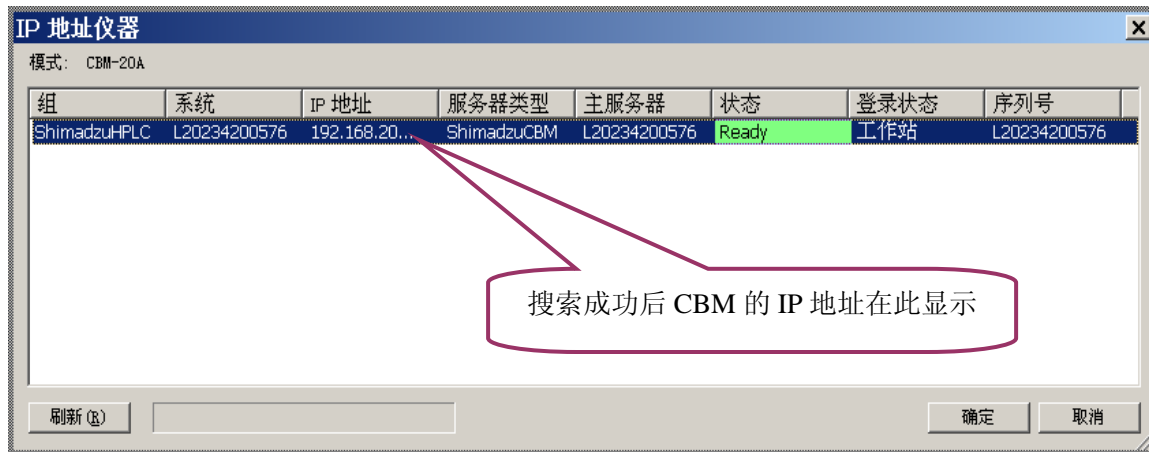 IP 地址仪器
模式: CBM-20A
组 系统 IP 地址 服务器类型 主服务器 状态 登录状态 序列号
ShimadzuHPLC L20234200576 192.168.20... ShimadzuCBM L20234200576 Ready 工作站 L20234200576
搜索成功后 CBM 的 IP 地址在此显示
刷新(R) 确定 取消